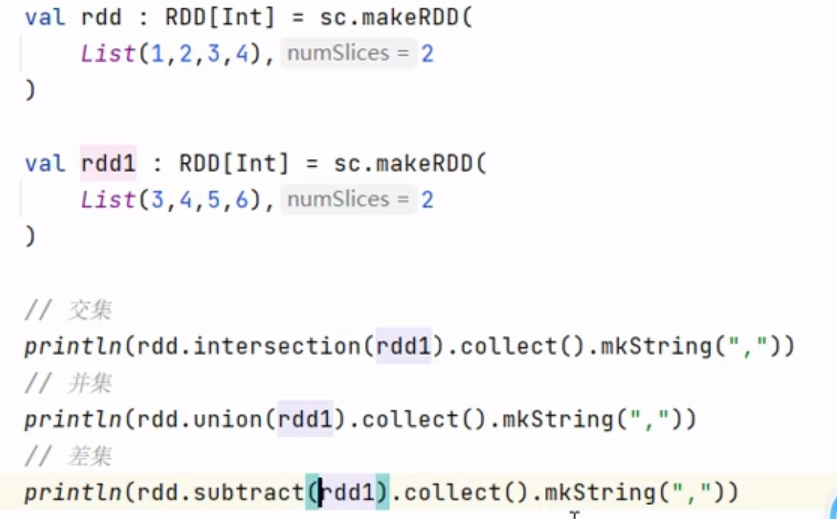 val rdd : RDD[Int] = sc.makeRDD(
List(1,2,3,4), numSlices = 2
)
val rdd1 : RDD[Int] = sc.makeRDD(
List(3,4,5,6), numSlices = 2
)
// 交集
println(rdd.intersection(rdd1).collect().mkString(","))
// 并集
println(rdd.union(rdd1).collect().mkString(","))
// 差集
println(rdd.subtract(rdd1).collect().mkString(","))